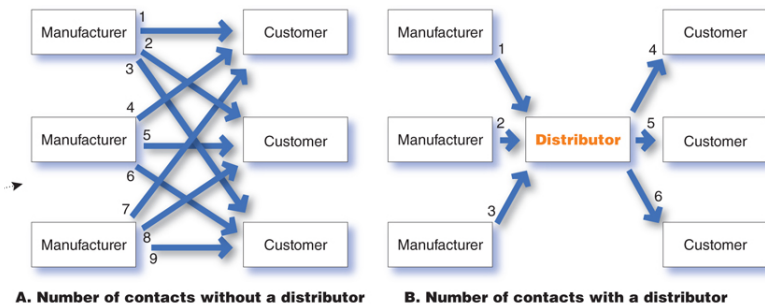 1
Manufacturer
Customer
2
3
4
Manufacturer
5
Customer
6
7
Manufacturer
8
Customer
9
A. Number of contacts without a distributor
Manufacturer
1
4
Customer
2
Manufacturer
Distributor
5
Customer
3
Manufacturer
6
Customer
B. Number of contacts with a distributor